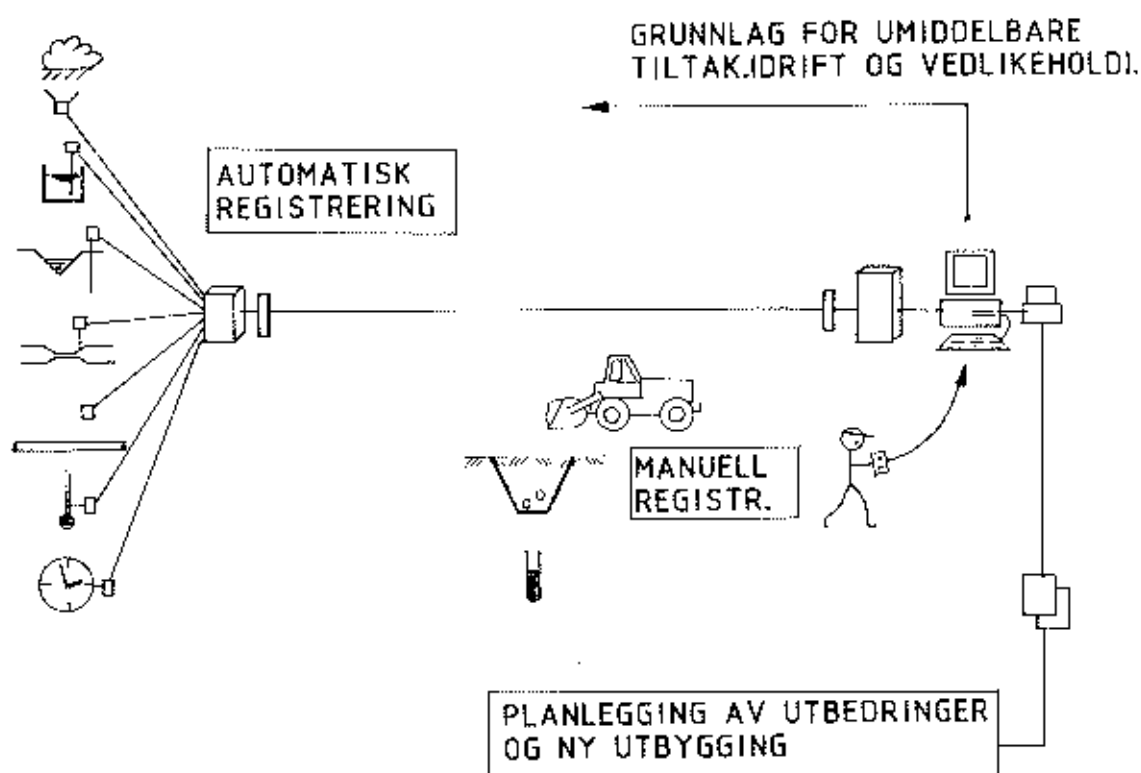 GRUNNLAG FOR UMIDDELBARE
TILTAK.(DRIFT OG VEDLIKEHOLD).
AUTOMATISK
REGISTRERING
MANUELL
REGISTR.
PLANLEGGING AV UTBEDRINGER
OG NY UTBYGGING